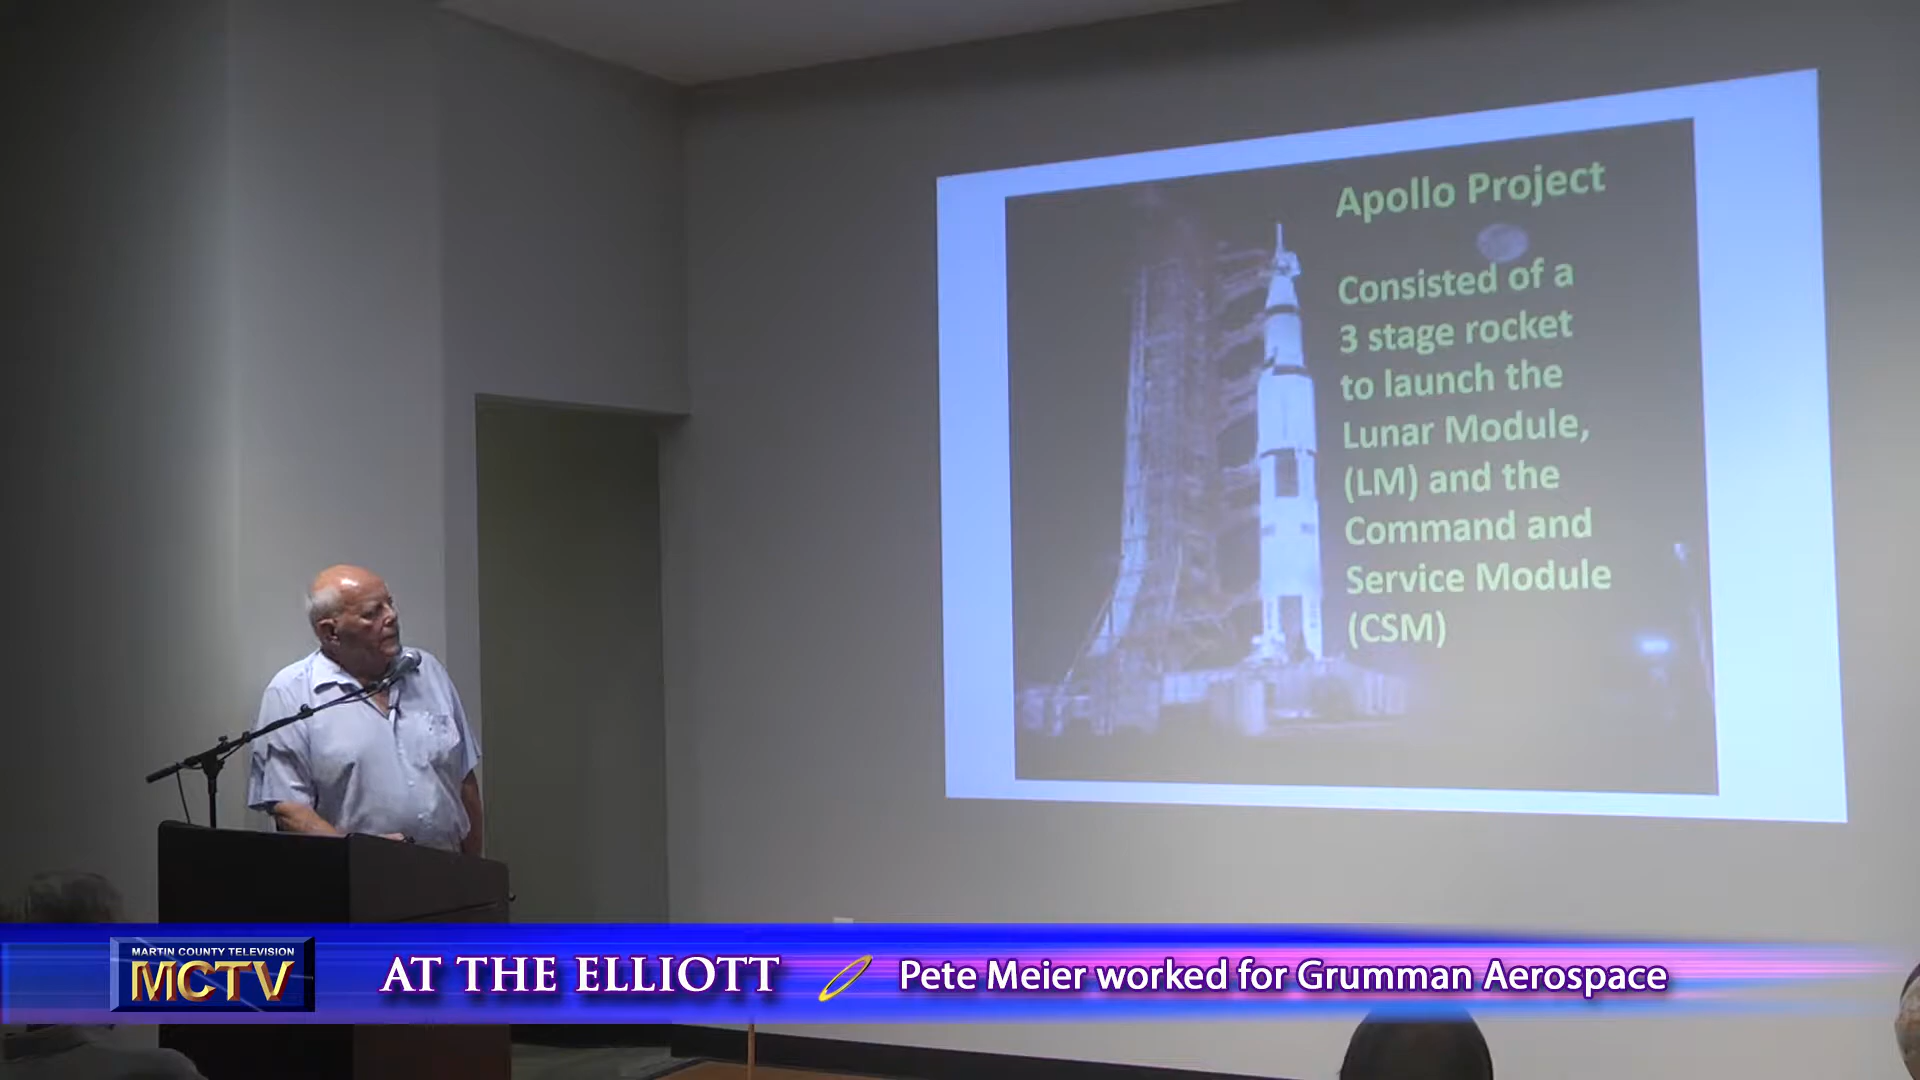 Apollo Project
Consisted of a
3 stage rocket
to launch the
Lunar Module,
(LM) and the
Command and
Service Module
(CSM)
MARTIN COUNTY TELEVISION
MCTV
AT THE ELLIOTT
Pete Meier worked for Grumman Aerospace